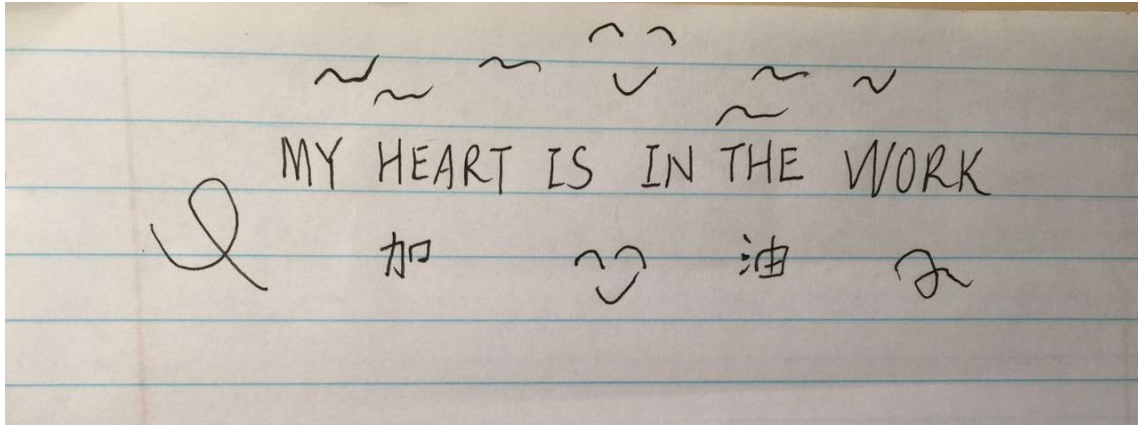 MY HEART IS IN THE WORK
加 油